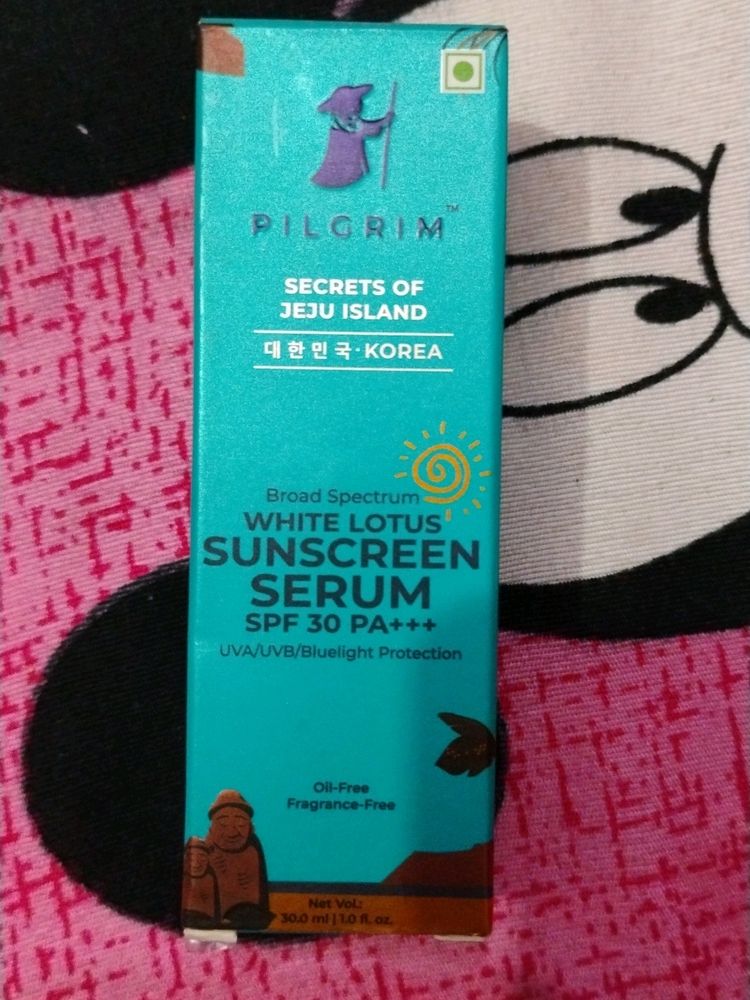 PILGRIM™
SECRETS OF
JEJU ISLAND
대한민국·KOREA
Broad Spectrum
WHITE LOTUS
SUNSCREEN
SERUM
SPF 30 PA+++
UVA/UVB/Bluelight Protection
Oil-Free
Fragrance-Free
Net Vol.:
30.0 ml | 1.0 fl. oz.